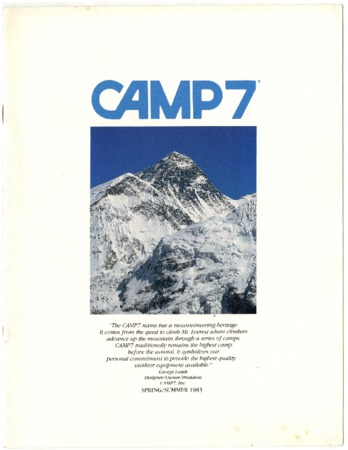 CAMP7
"The CAMP7 name has a mountaineering heritage.
It comes from the quest to climb Mt. Everest where climbers
advance up the mountain through a series of camps.
CAMP7 traditionally remains the highest camp
before the summit. It symbolizes our
personal commitment to provide the highest quality
outdoor equipment available."
George Lamb
Designer/Owner/President
CAMP7, Inc.
SPRING/SUMMER 1983